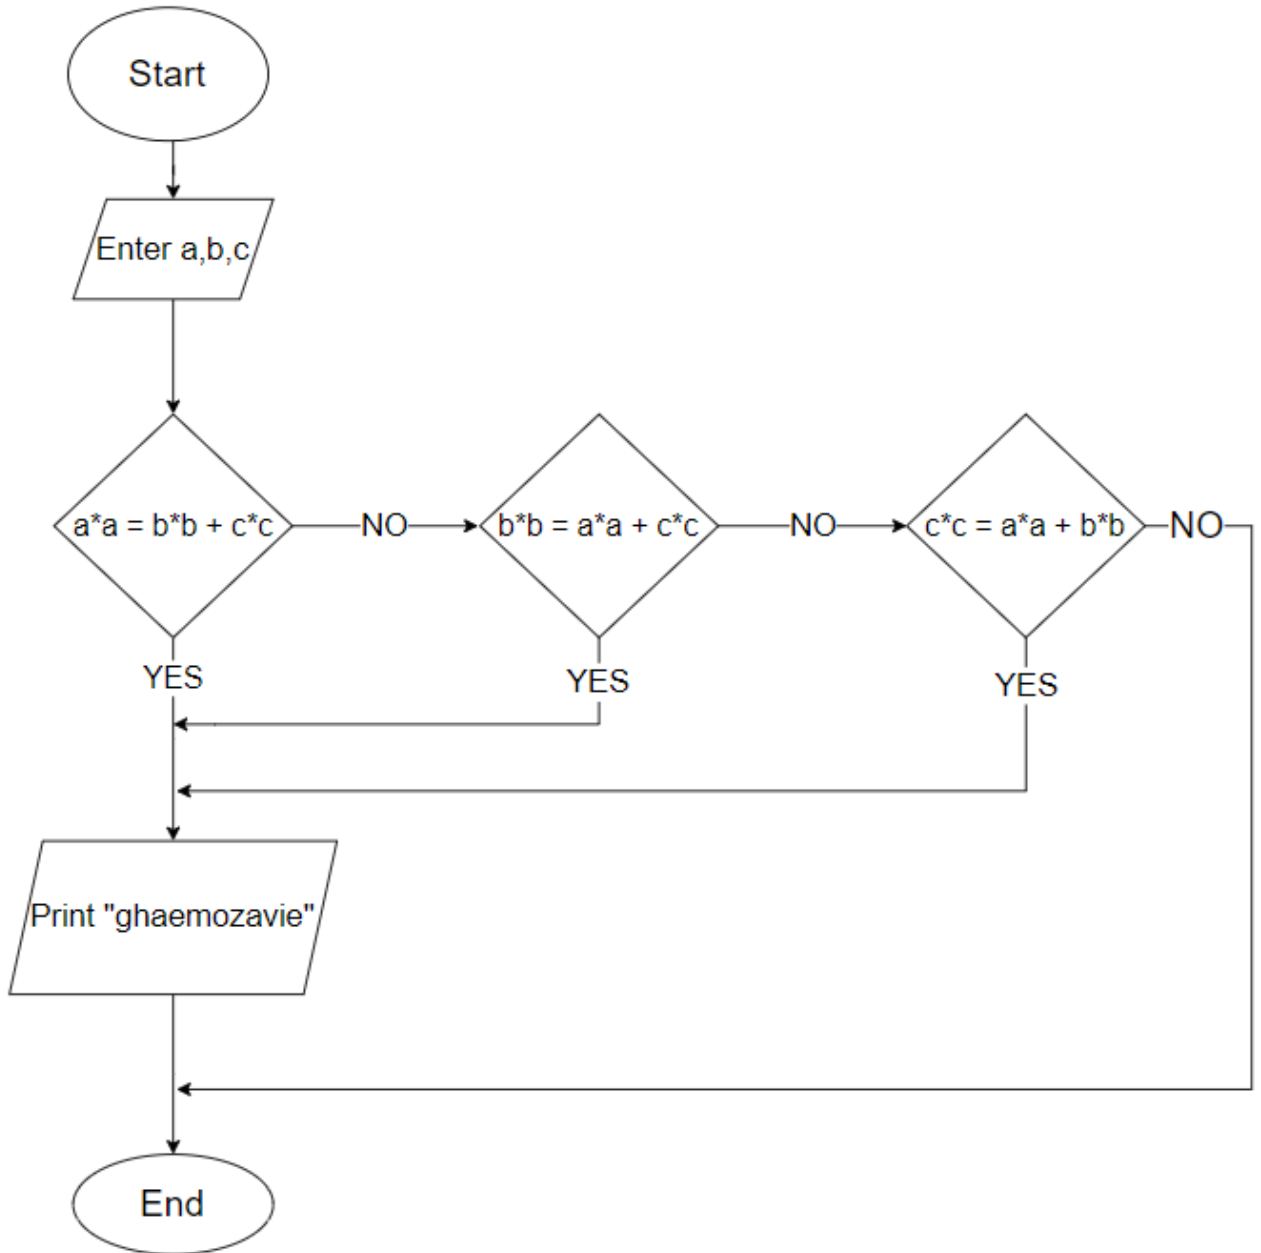 Start
Enter a,b,c
a*a = b*b + c*c
NO
b*b = a*a + c*c
NO
c*c = a*a + b*b
NO
YES
YES
YES
Print "ghaemozavie"
End